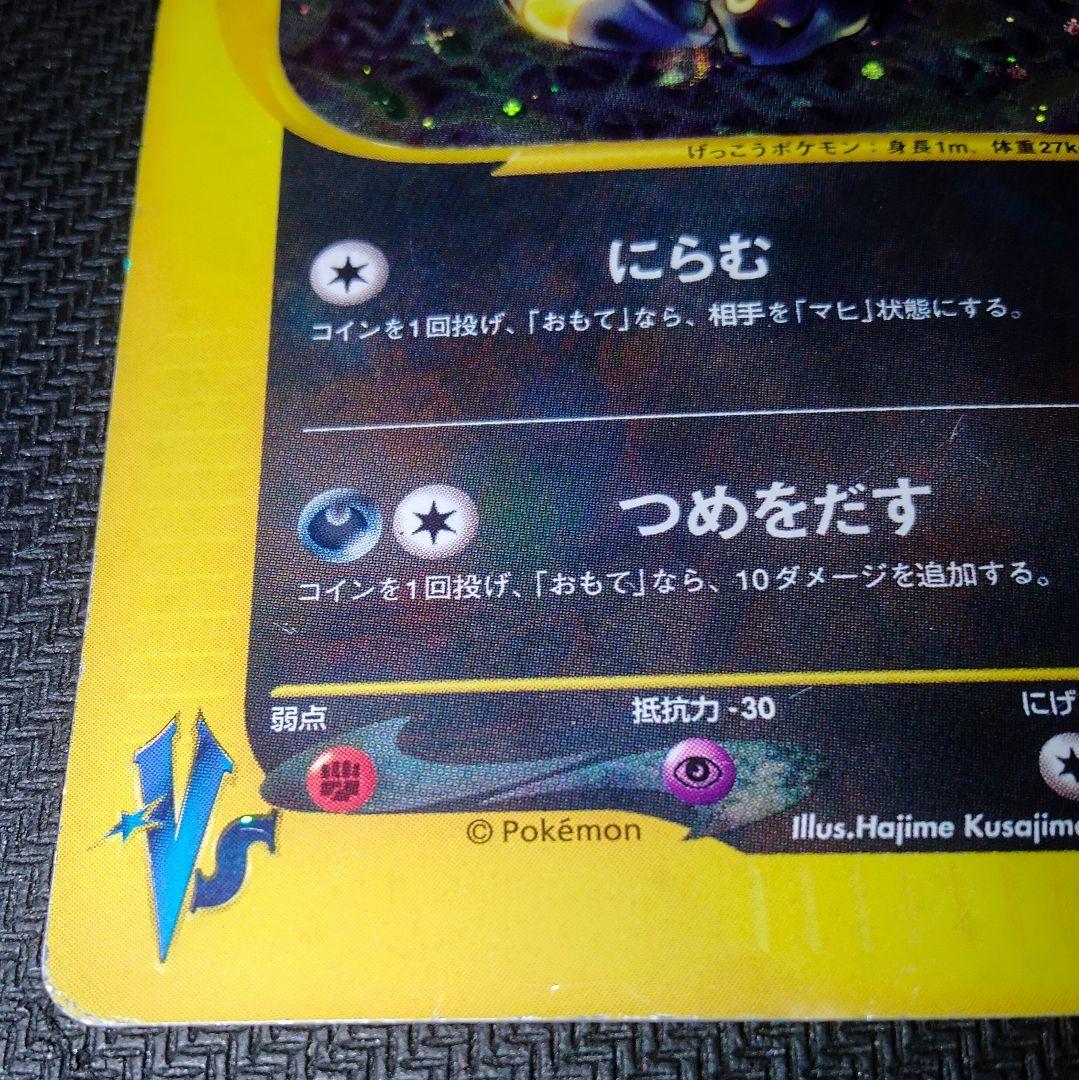 げっこうポケモン：身長1m、体重27k
にらむ
コインを1回投げ、「おもて」なら、相手を「マヒ」状態にする。
つめをだす
コインを1回投げ、「おもて」なら、10ダメージを追加する。
弱点 抵抗力 -30 にげ
VS
© Pokémon Illus.Hajime Kusajima